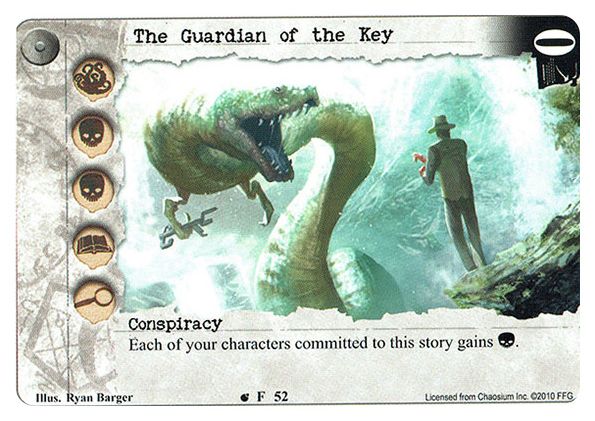 The Guardian of the Key
0
Conspiracy
Each of your characters committed to this story gains .
Illus. Ryan Barger
F 52
Licensed from Chaosium Inc. ©2010 FFG